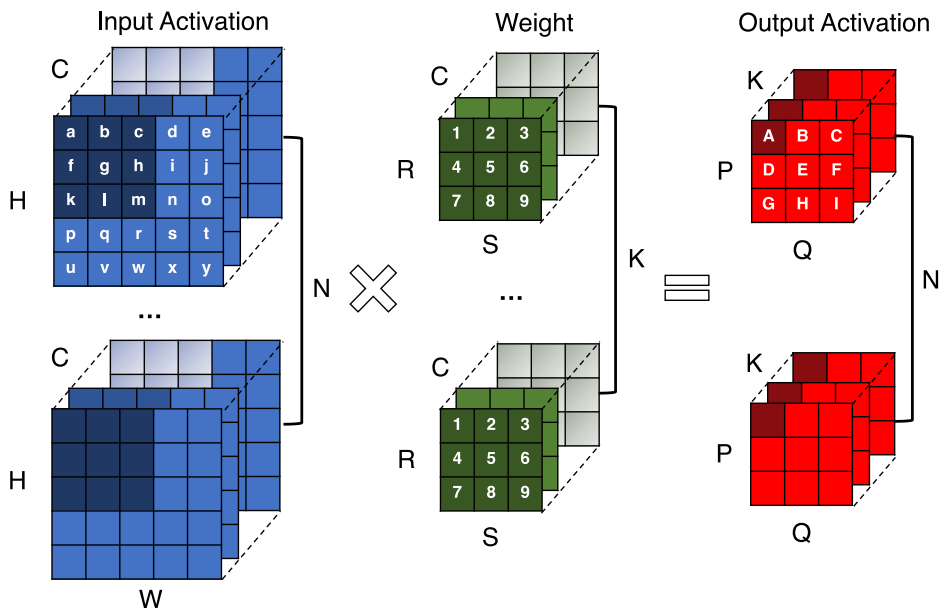 Input Activation
Weight
Output Activation
C
a b c d e
f g h i j
k l m n o
p q r s t
u v w x y
H
...
C
H
W
N
C
1 2 3
4 5 6
7 8 9
R
S
...
C
1 2 3
4 5 6
7 8 9
R
S
K
K
A B C
D E F
G H I
P
Q
K
P
Q
N